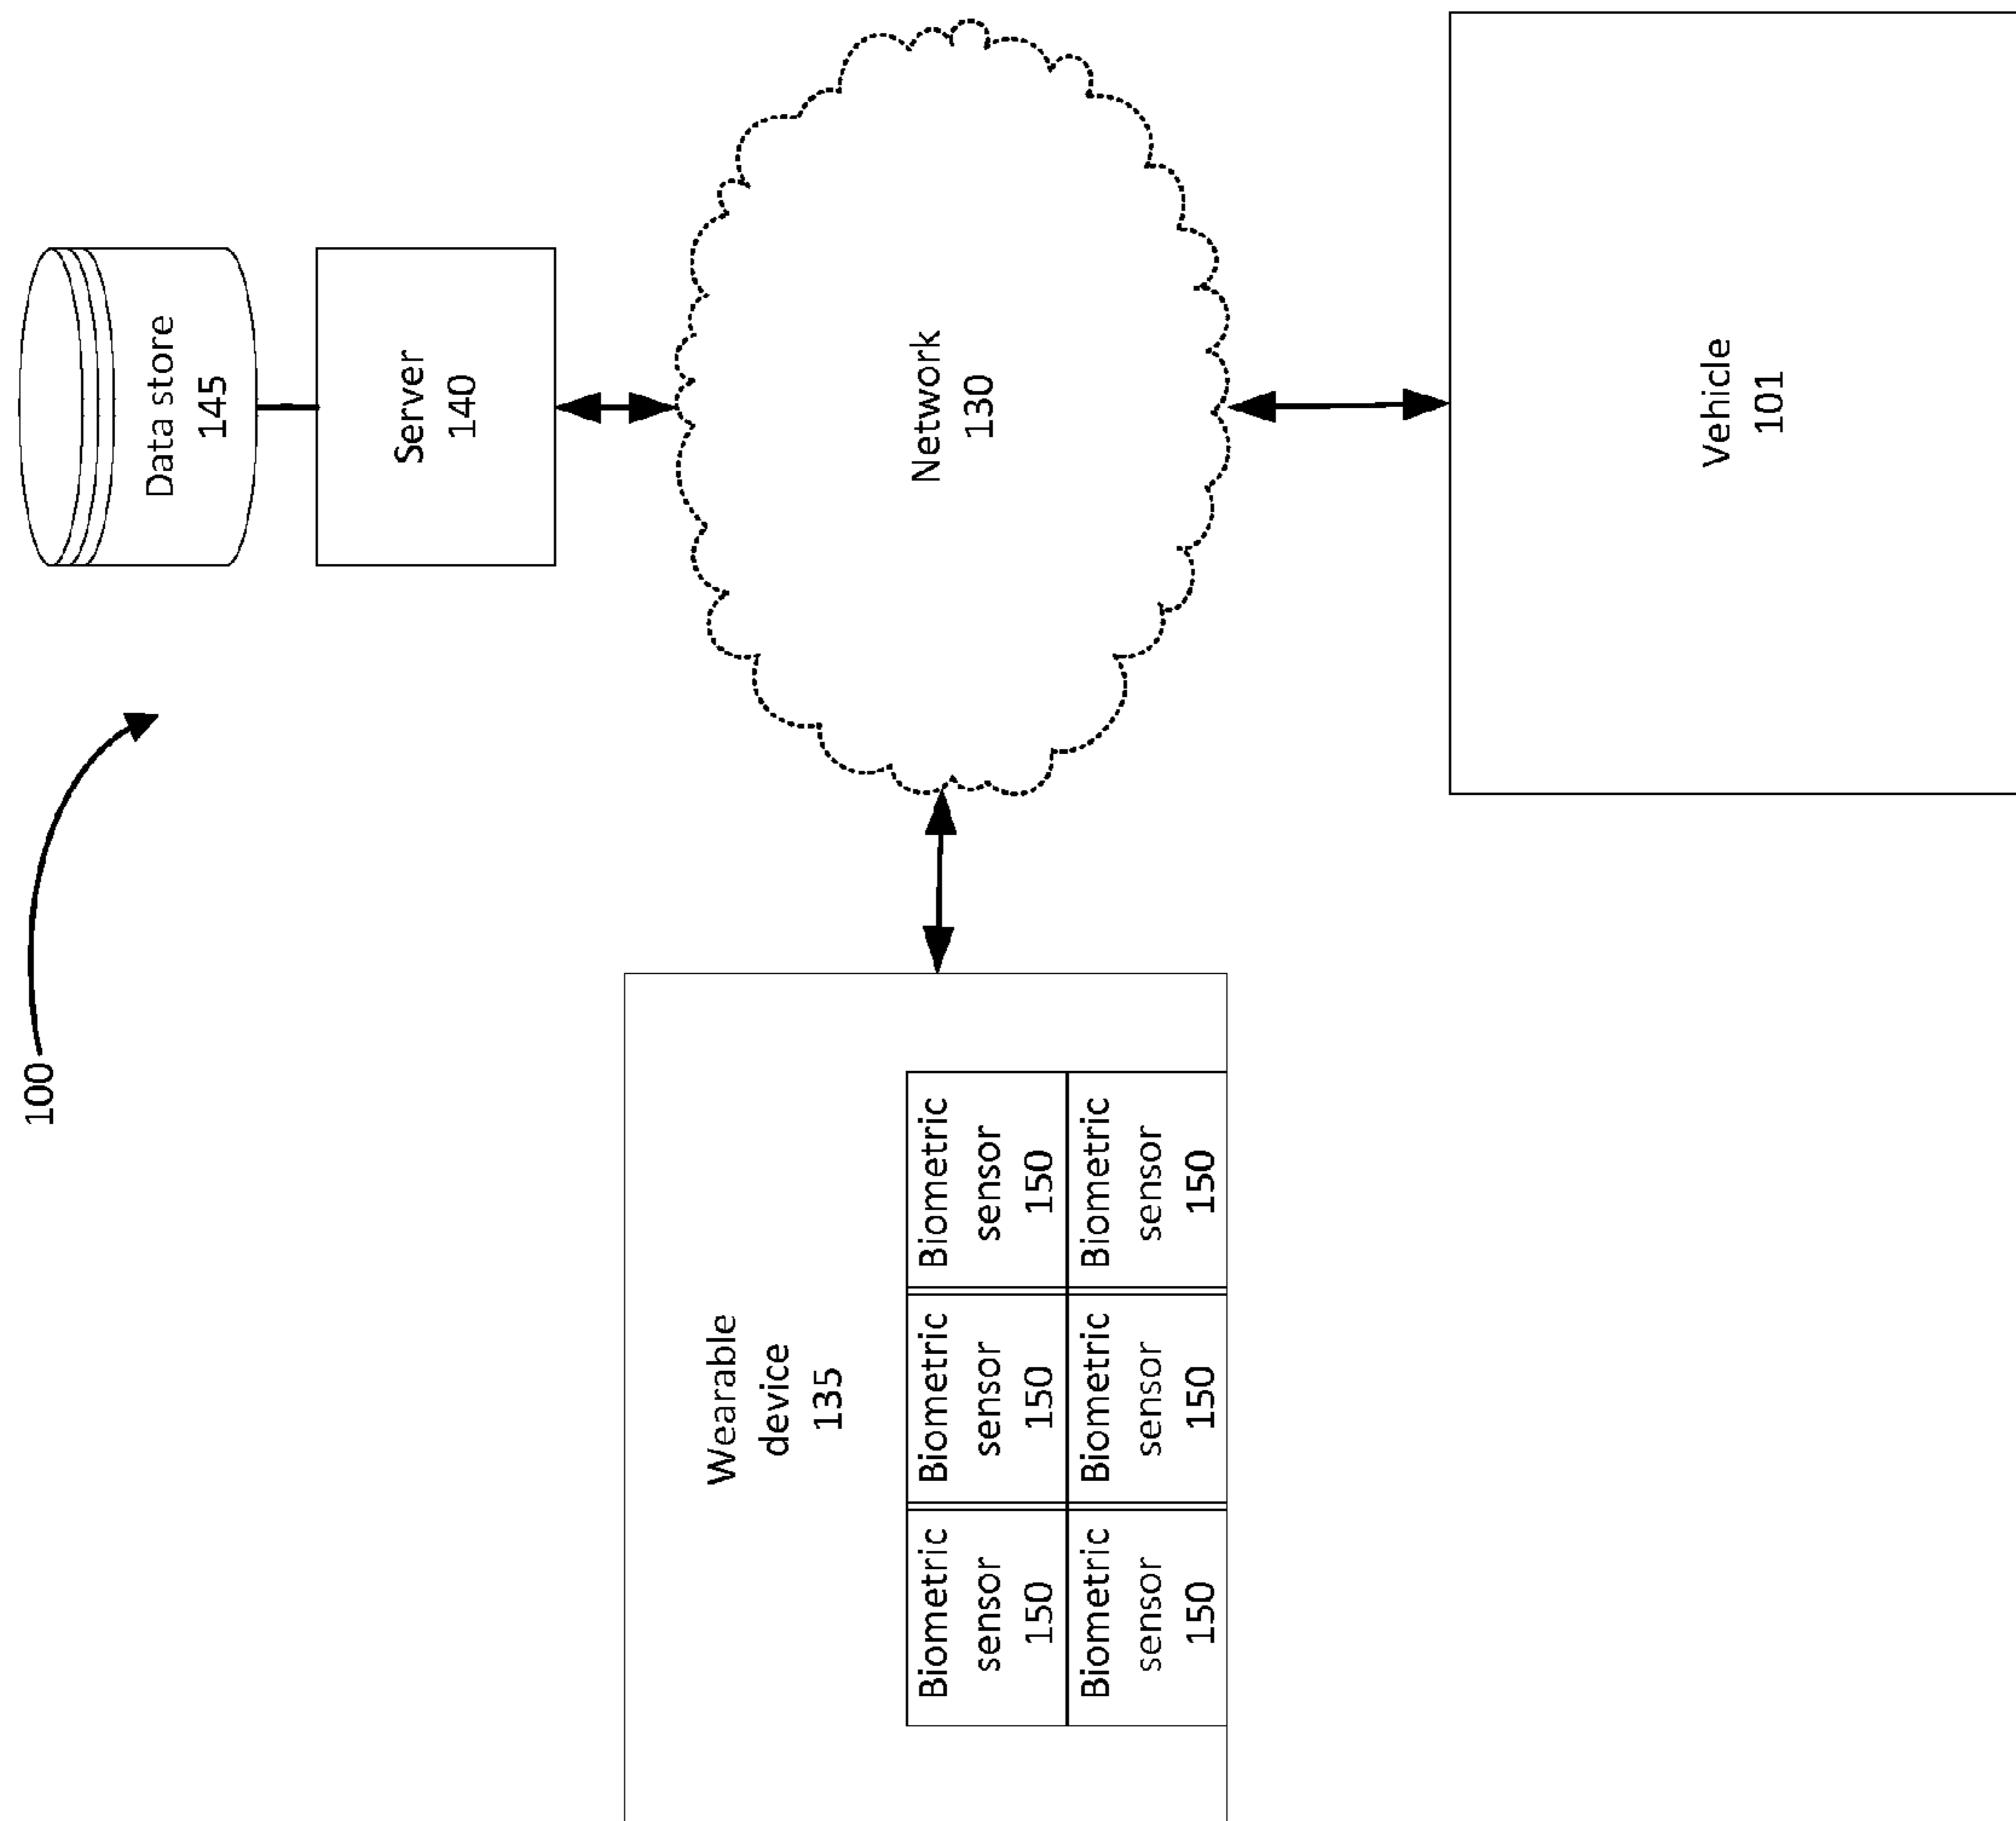 100
Data store
145
Server
140
Network
130
Wearable
device
135
Biometric
sensor
150
Biometric
sensor
150
Biometric
sensor
150
Biometric
sensor
150
Biometric
sensor
150
Biometric
sensor
150
Vehicle
101